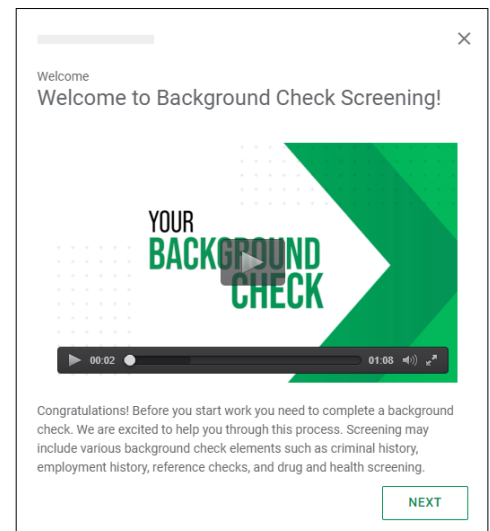 Welcome
Welcome to Background Check Screening!
YOUR
BACKGROUND
CHECK
00:02
01:08
Congratulations! Before you start work you need to complete a background
check. We are excited to help you through this process. Screening may
include various background check elements such as criminal history,
employment history, reference checks, and drug and health screening.
NEXT